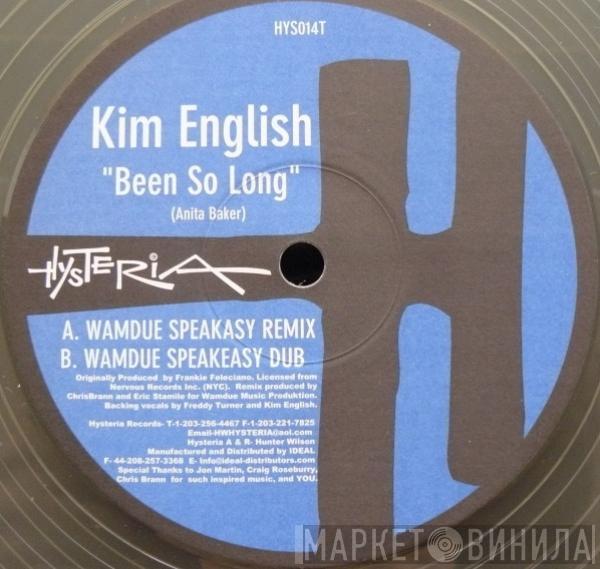 HYS014T
Kim English
"Been So Long"
(Anita Baker)
HYSTERiA
A. WAMDUE SPEAKASY REMIX
B. WAMDUE SPEAKEASY DUB
Originally Produced by Frankie Feleciano. Licensed from
Nervous Records Inc. (NYC). Remix produced by
ChrisBrann and Eric Stamile for Wamdue Music Produktion.
Backing vocals by Freddy Turner and Kim English.
Hysteria Records- T-1-203-256-4467 F-1-203-221-7825
Email-HWHYSTERIA@aol.com
Hysteria A & R- Hunter Wilson
Manufactured and Distributed by IDEAL
F- 44-208-257-3368 E- Info@ideal-distributors.com
Special Thanks to Jon Martin, Craig Roseburry,
Chris Brann for such inspired music, and YOU.
МАРКЕТ ВИНИЛА